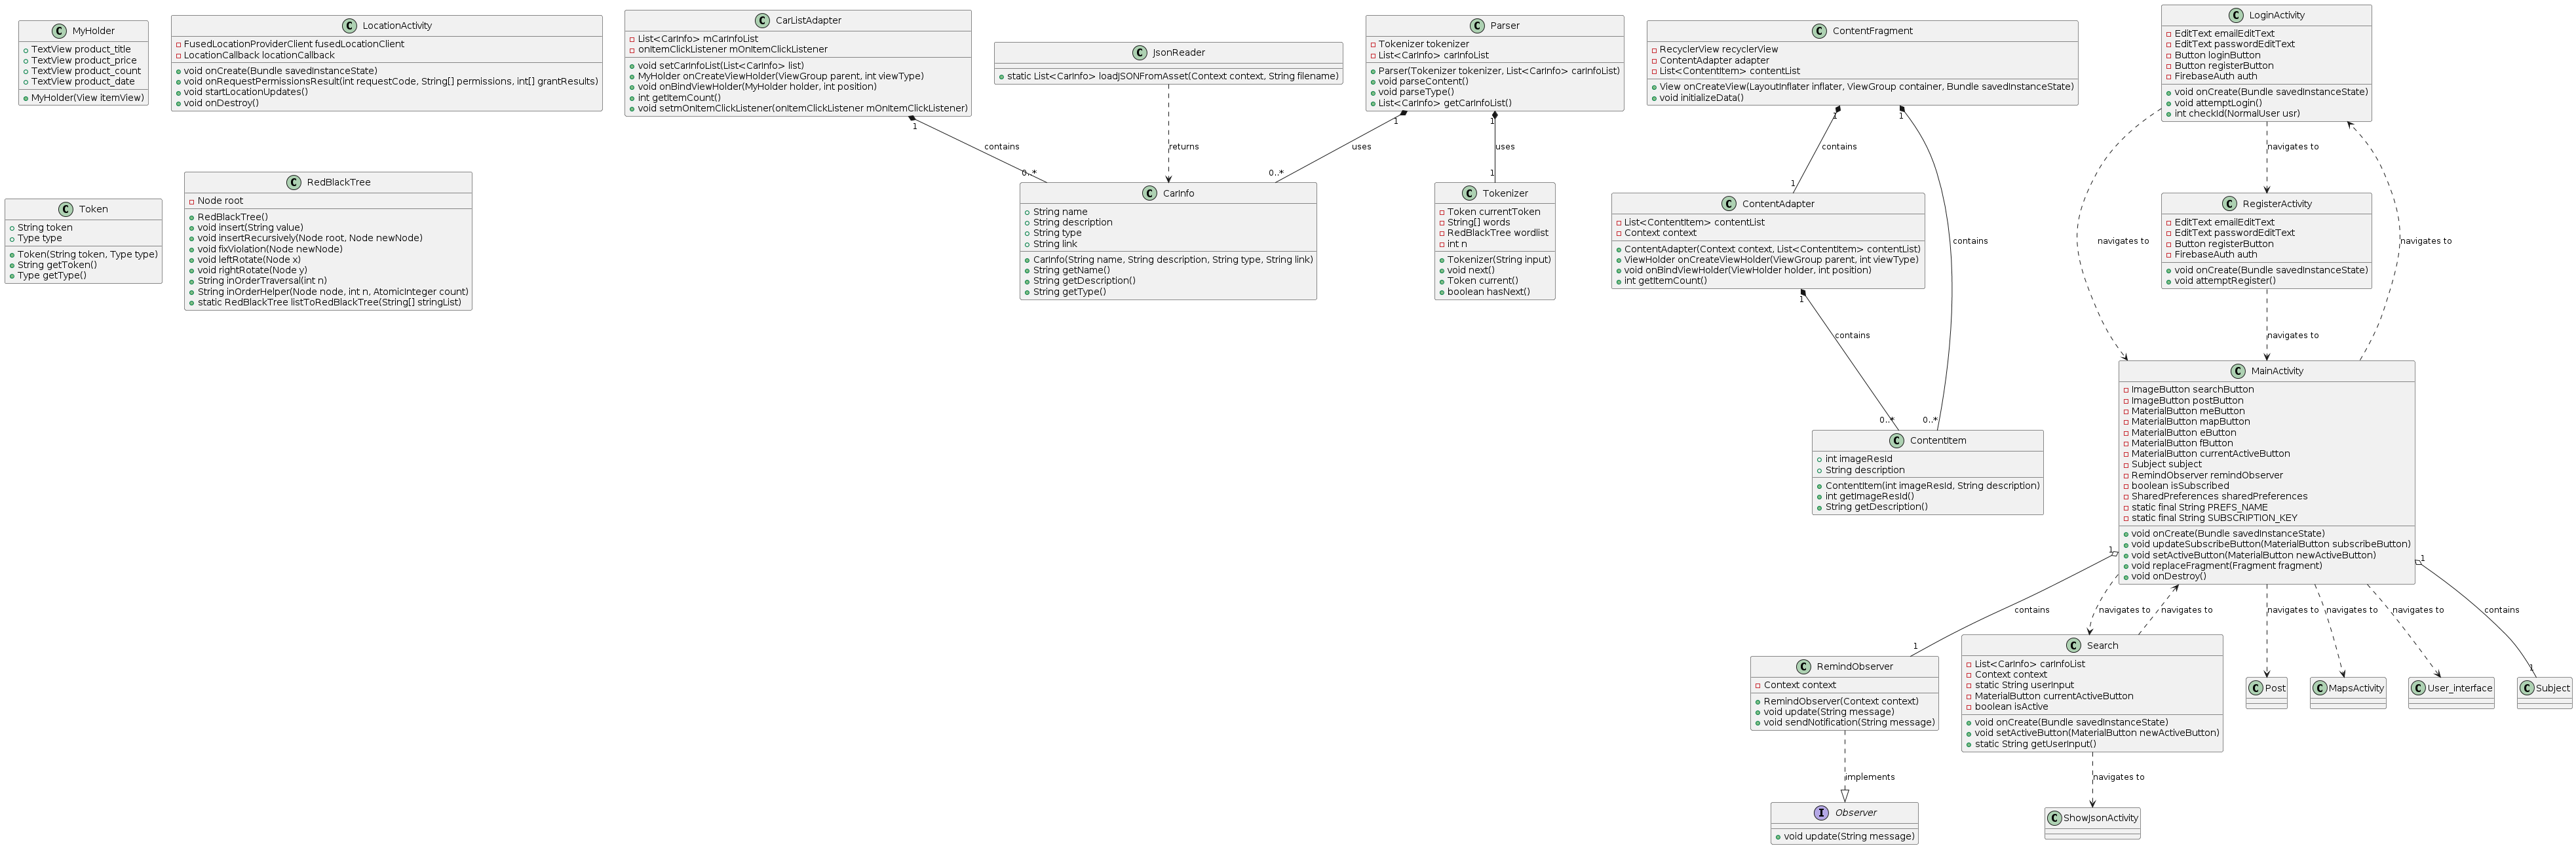 C MyHolder
TextView product_title
TextView product_price
TextView product_count
TextView product_date
MyHolder(View itemView)
C LocationActivity
FusedLocationProviderClient fusedLocationClient
LocationCallback locationCallback
void onCreate(Bundle savedInstanceState)
void onRequestPermissionsResult(int requestCode, String[] permissions, int[] grantResults)
void startLocationUpdates()
void onDestroy()
C CarListAdapter
List<CarInfo> mCarInfoList
onItemClickListener mOnItemClickListener
void setCarInfoList(List<CarInfo> list)
MyHolder onCreateViewHolder(ViewGroup parent, int viewType)
void onBindViewHolder(MyHolder holder, int position)
int getItemCount()
void setmOnItemClickListener(onItemClickListener mOnItemClickListener)
C JsonReader
static List<CarInfo> loadJSONFromAsset(Context context, String filename)
C Parser
Tokenizer tokenizer
List<CarInfo> carInfoList
Parser(Tokenizer tokenizer, List<CarInfo> carInfoList)
void parseContent()
void parseType()
List<CarInfo> getCarInfoList()
C ContentFragment
RecyclerView recyclerView
ContentAdapter adapter
List<ContentItem> contentList
View onCreateView(LayoutInflater inflater, ViewGroup container, Bundle savedInstanceState)
void initializeData()
C LoginActivity
EditText emailEditText
EditText passwordEditText
Button loginButton
Button registerButton
FirebaseAuth auth
void onCreate(Bundle savedInstanceState)
void attemptLogin()
int checkId(NormalUser usr)
1
contains
0..*
returns
1
uses
0..*
1
uses
1
1
contains
1
1
contains
0..*
navigates to
navigates to
navigates to
C Token
String token
Type type
Token(String token, Type type)
String getToken()
Type getType()
C RedBlackTree
Node root
RedBlackTree()
void insert(String value)
void insertRecursively(Node root, Node newNode)
void fixViolation(Node newNode)
void leftRotate(Node x)
void rightRotate(Node y)
String inOrderTraversal(int n)
String inOrderHelper(Node node, int n, AtomicInteger count)
static RedBlackTree listToRedBlackTree(String[] stringList)
C CarInfo
String name
String description
String type
String link
CarInfo(String name, String description, String type, String link)
String getName()
String getDescription()
String getType()
C Tokenizer
Token currentToken
String[] words
RedBlackTree wordlist
int n
Tokenizer(String input)
void next()
Token current()
boolean hasNext()
C ContentAdapter
List<ContentItem> contentList
Context context
ContentAdapter(Context context, List<ContentItem> contentList)
ViewHolder onCreateViewHolder(ViewGroup parent, int viewType)
void onBindViewHolder(ViewHolder holder, int position)
int getItemCount()
C RegisterActivity
EditText emailEditText
EditText passwordEditText
Button registerButton
FirebaseAuth auth
void onCreate(Bundle savedInstanceState)
void attemptRegister()
1
contains
0..*
navigates to
C ContentItem
int imageResId
String description
ContentItem(int imageResId, String description)
int getImageResId()
String getDescription()
C MainActivity
ImageButton searchButton
ImageButton postButton
MaterialButton meButton
MaterialButton mapButton
MaterialButton eButton
MaterialButton fButton
MaterialButton currentActiveButton
Subject subject
RemindObserver remindObserver
boolean isSubscribed
SharedPreferences sharedPreferences
static final String PREFS_NAME
static final String SUBSCRIPTION_KEY
void onCreate(Bundle savedInstanceState)
void updateSubscribeButton(MaterialButton subscribeButton)
void setActiveButton(MaterialButton newActiveButton)
void replaceFragment(Fragment fragment)
void onDestroy()
1
contains
1
navigates to
navigates to
navigates to
navigates to
navigates to
1
contains
1
C RemindObserver
Context context
RemindObserver(Context context)
void update(String message)
void sendNotification(String message)
C Search
List<CarInfo> carInfoList
Context context
static String userInput
MaterialButton currentActiveButton
boolean isActive
void onCreate(Bundle savedInstanceState)
void setActiveButton(MaterialButton newActiveButton)
static String getUserInput()
C Post
C MapsActivity
C User_interface
C Subject
implements
navigates to
I Observer
void update(String message)
C ShowJsonActivity